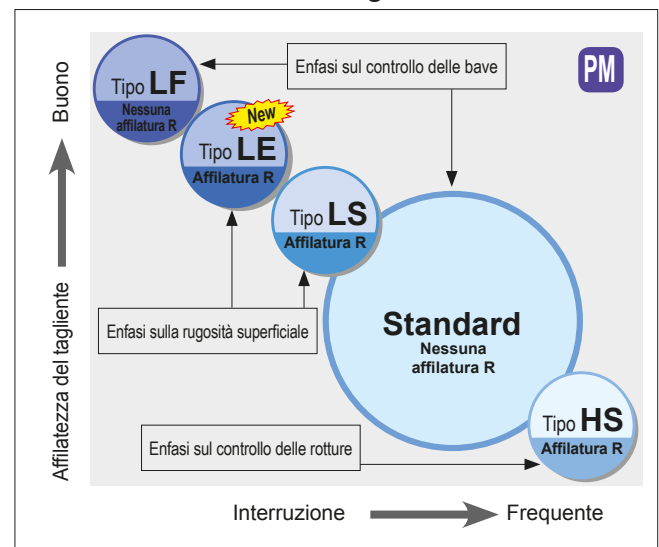 Enfasi sul controllo delle bave
PM
Tipo LF
Nessuna
affilatura R
New
Tipo LE
Affilatura R
Tipo LS
Affilatura R
Standard
Nessuna
affilatura R
Enfasi sulla rugosità superficiale
Tipo HS
Affilatura R
Enfasi sul controllo delle rotture
Affilatezza del tagliente
Buono
Interruzione
Frequente